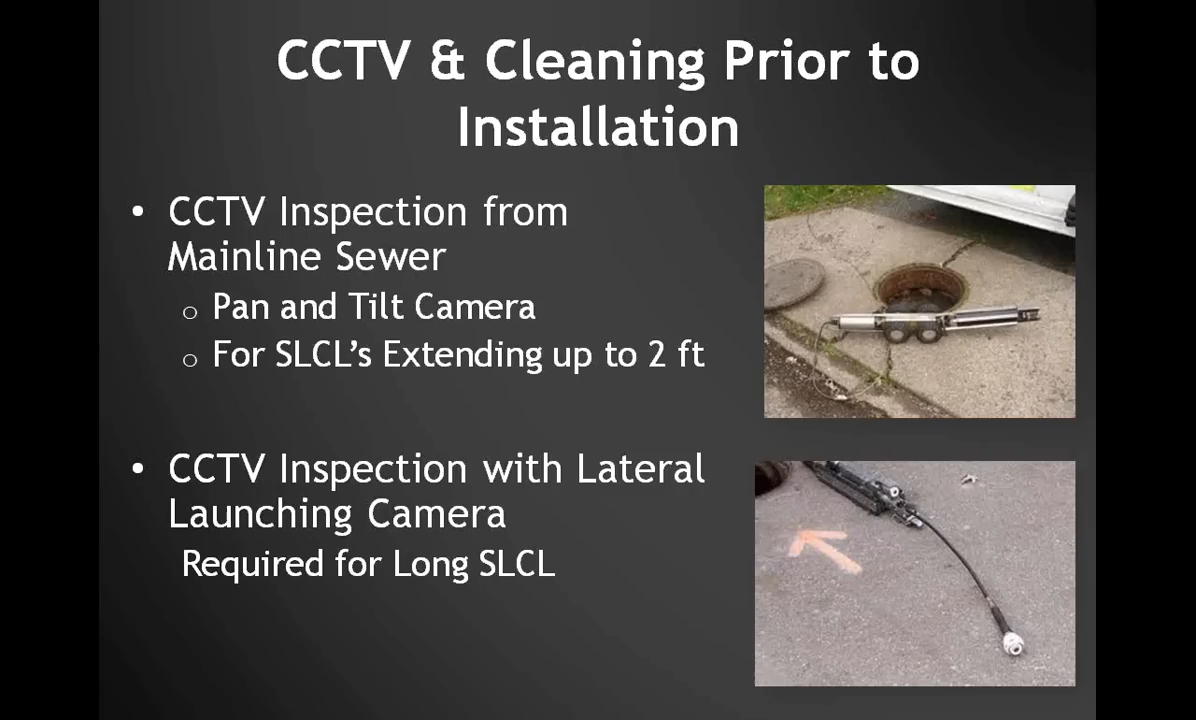 CCTV & Cleaning Prior to
Installation
• CCTV Inspection from
Mainline Sewer
o Pan and Tilt Camera
o For SLCL’s Extending up to 2 ft
• CCTV Inspection with Lateral
Launching Camera
Required for Long SLCL